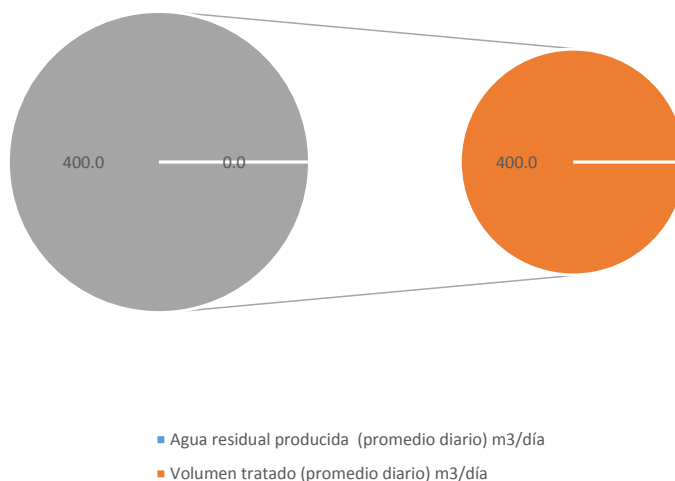 400.0
0.0
400.0
Agua residual producida (promedio diario) m3/día
Volumen tratado (promedio diario) m3/día